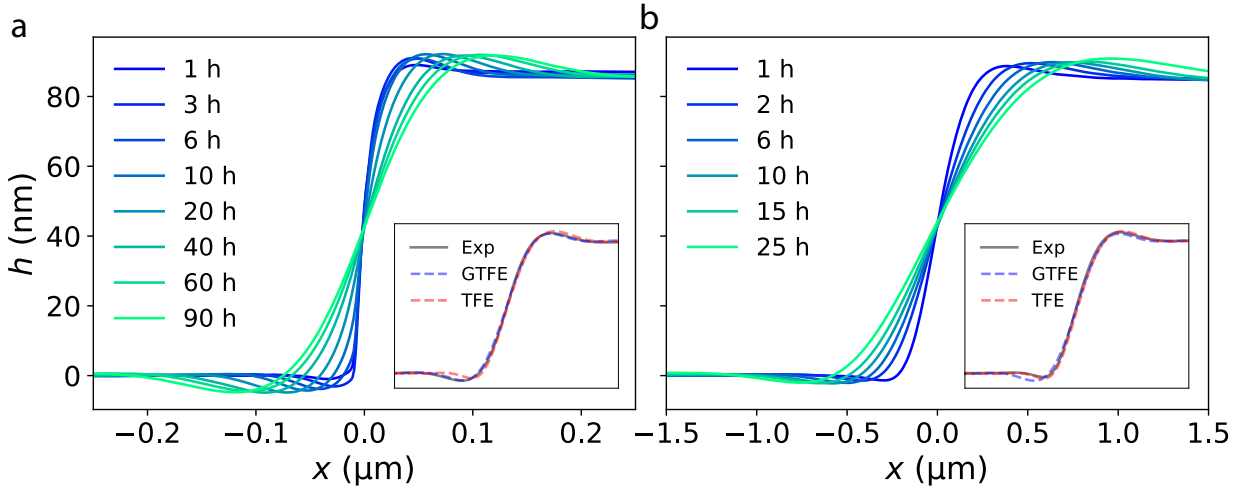 a
h (nm)
80
60
40
20
0
1 h
3 h
6 h
10 h
20 h
40 h
60 h
90 h
Exp
GTFE
TFE
−0.2
−0.1
0.0
0.1
0.2
x (μm)
b
1 h
2 h
6 h
10 h
15 h
25 h
Exp
GTFE
TFE
−1.5
−1.0
−0.5
0.0
0.5
1.0
1.5
x (μm)